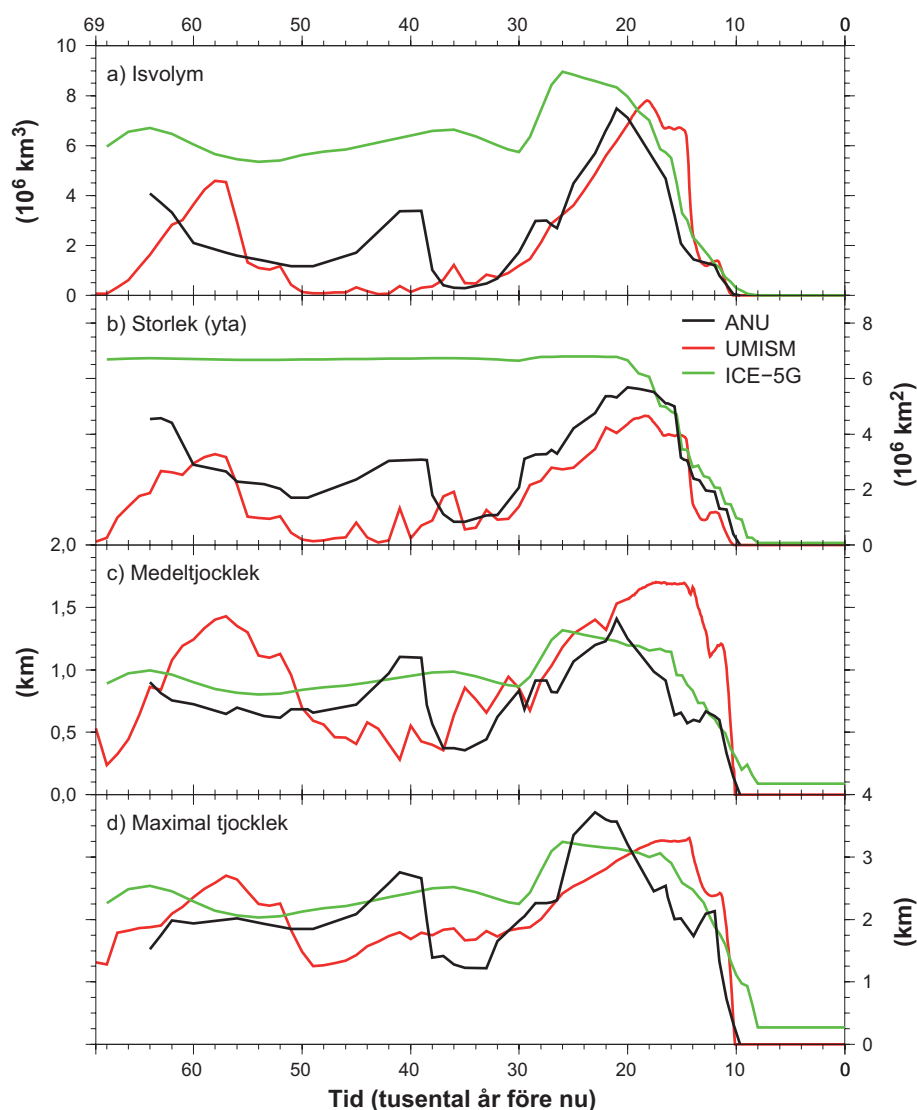 69 60 50 40 30 20 10 0
10
a) Isvolym
8
6
4
2
0
(10⁶ km³)
b) Storlek (yta)
8
6
4
2
0
(10⁶ km²)
ANU
UMISM
ICE−5G
2,0
c) Medeltjocklek
1,5
1,0
0,5
0,0
(km)
4
d) Maximal tjocklek
3
2
1
0
(km)
69 60 50 40 30 20 10 0
Tid (tusental år före nu)